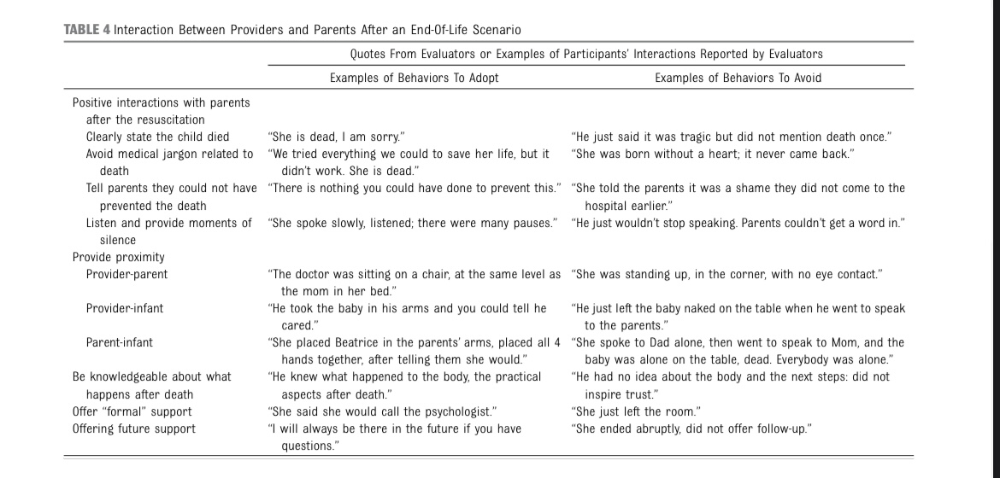 TABLE 4 Interaction Between Providers and Parents After an End-Of-Life Scenario
Quotes From Evaluators or Examples of Participants' Interactions Reported by Evaluators
Examples of Behaviors To Adopt Examples of Behaviors To Avoid
Positive interactions with parents
after the resuscitation
Clearly state the child died "She is dead, I am sorry." "He just said it was tragic but did not mention death once."
Avoid medical jargon related to "We tried everything we could to save her life, but it "She was born without a heart; it never came back."
death didn't work. She is dead."
Tell parents they could not have "There is nothing you could have done to prevent this." "She told the parents it was a shame they did not come to the
prevented the death hospital earlier."
Listen and provide moments of "She spoke slowly, listened; there were many pauses." "He just wouldn't stop speaking. Parents couldn't get a word in."
silence
Provide proximity
Provider-parent "The doctor was sitting on a chair, at the same level as "She was standing up, in the corner, with no eye contact."
the mom in her bed."
Provider-infant "He took the baby in his arms and you could tell he "He just left the baby naked on the table when he went to speak
cared." to the parents."
Parent-infant "She placed Beatrice in the parents' arms, placed all 4 "She spoke to Dad alone, then went to speak to Mom, and the
hands together, after telling them she would." baby was alone on the table, dead. Everybody was alone."
Be knowledgeable about what "He knew what happened to the body, the practical "He had no idea about the body and the next steps: did not
happens after death aspects after death." inspire trust."
Offer "formal" support "She said she would call the psychologist." "She just left the room."
Offering future support "I will always be there in the future if you have "She ended abruptly, did not offer follow-up."
questions."